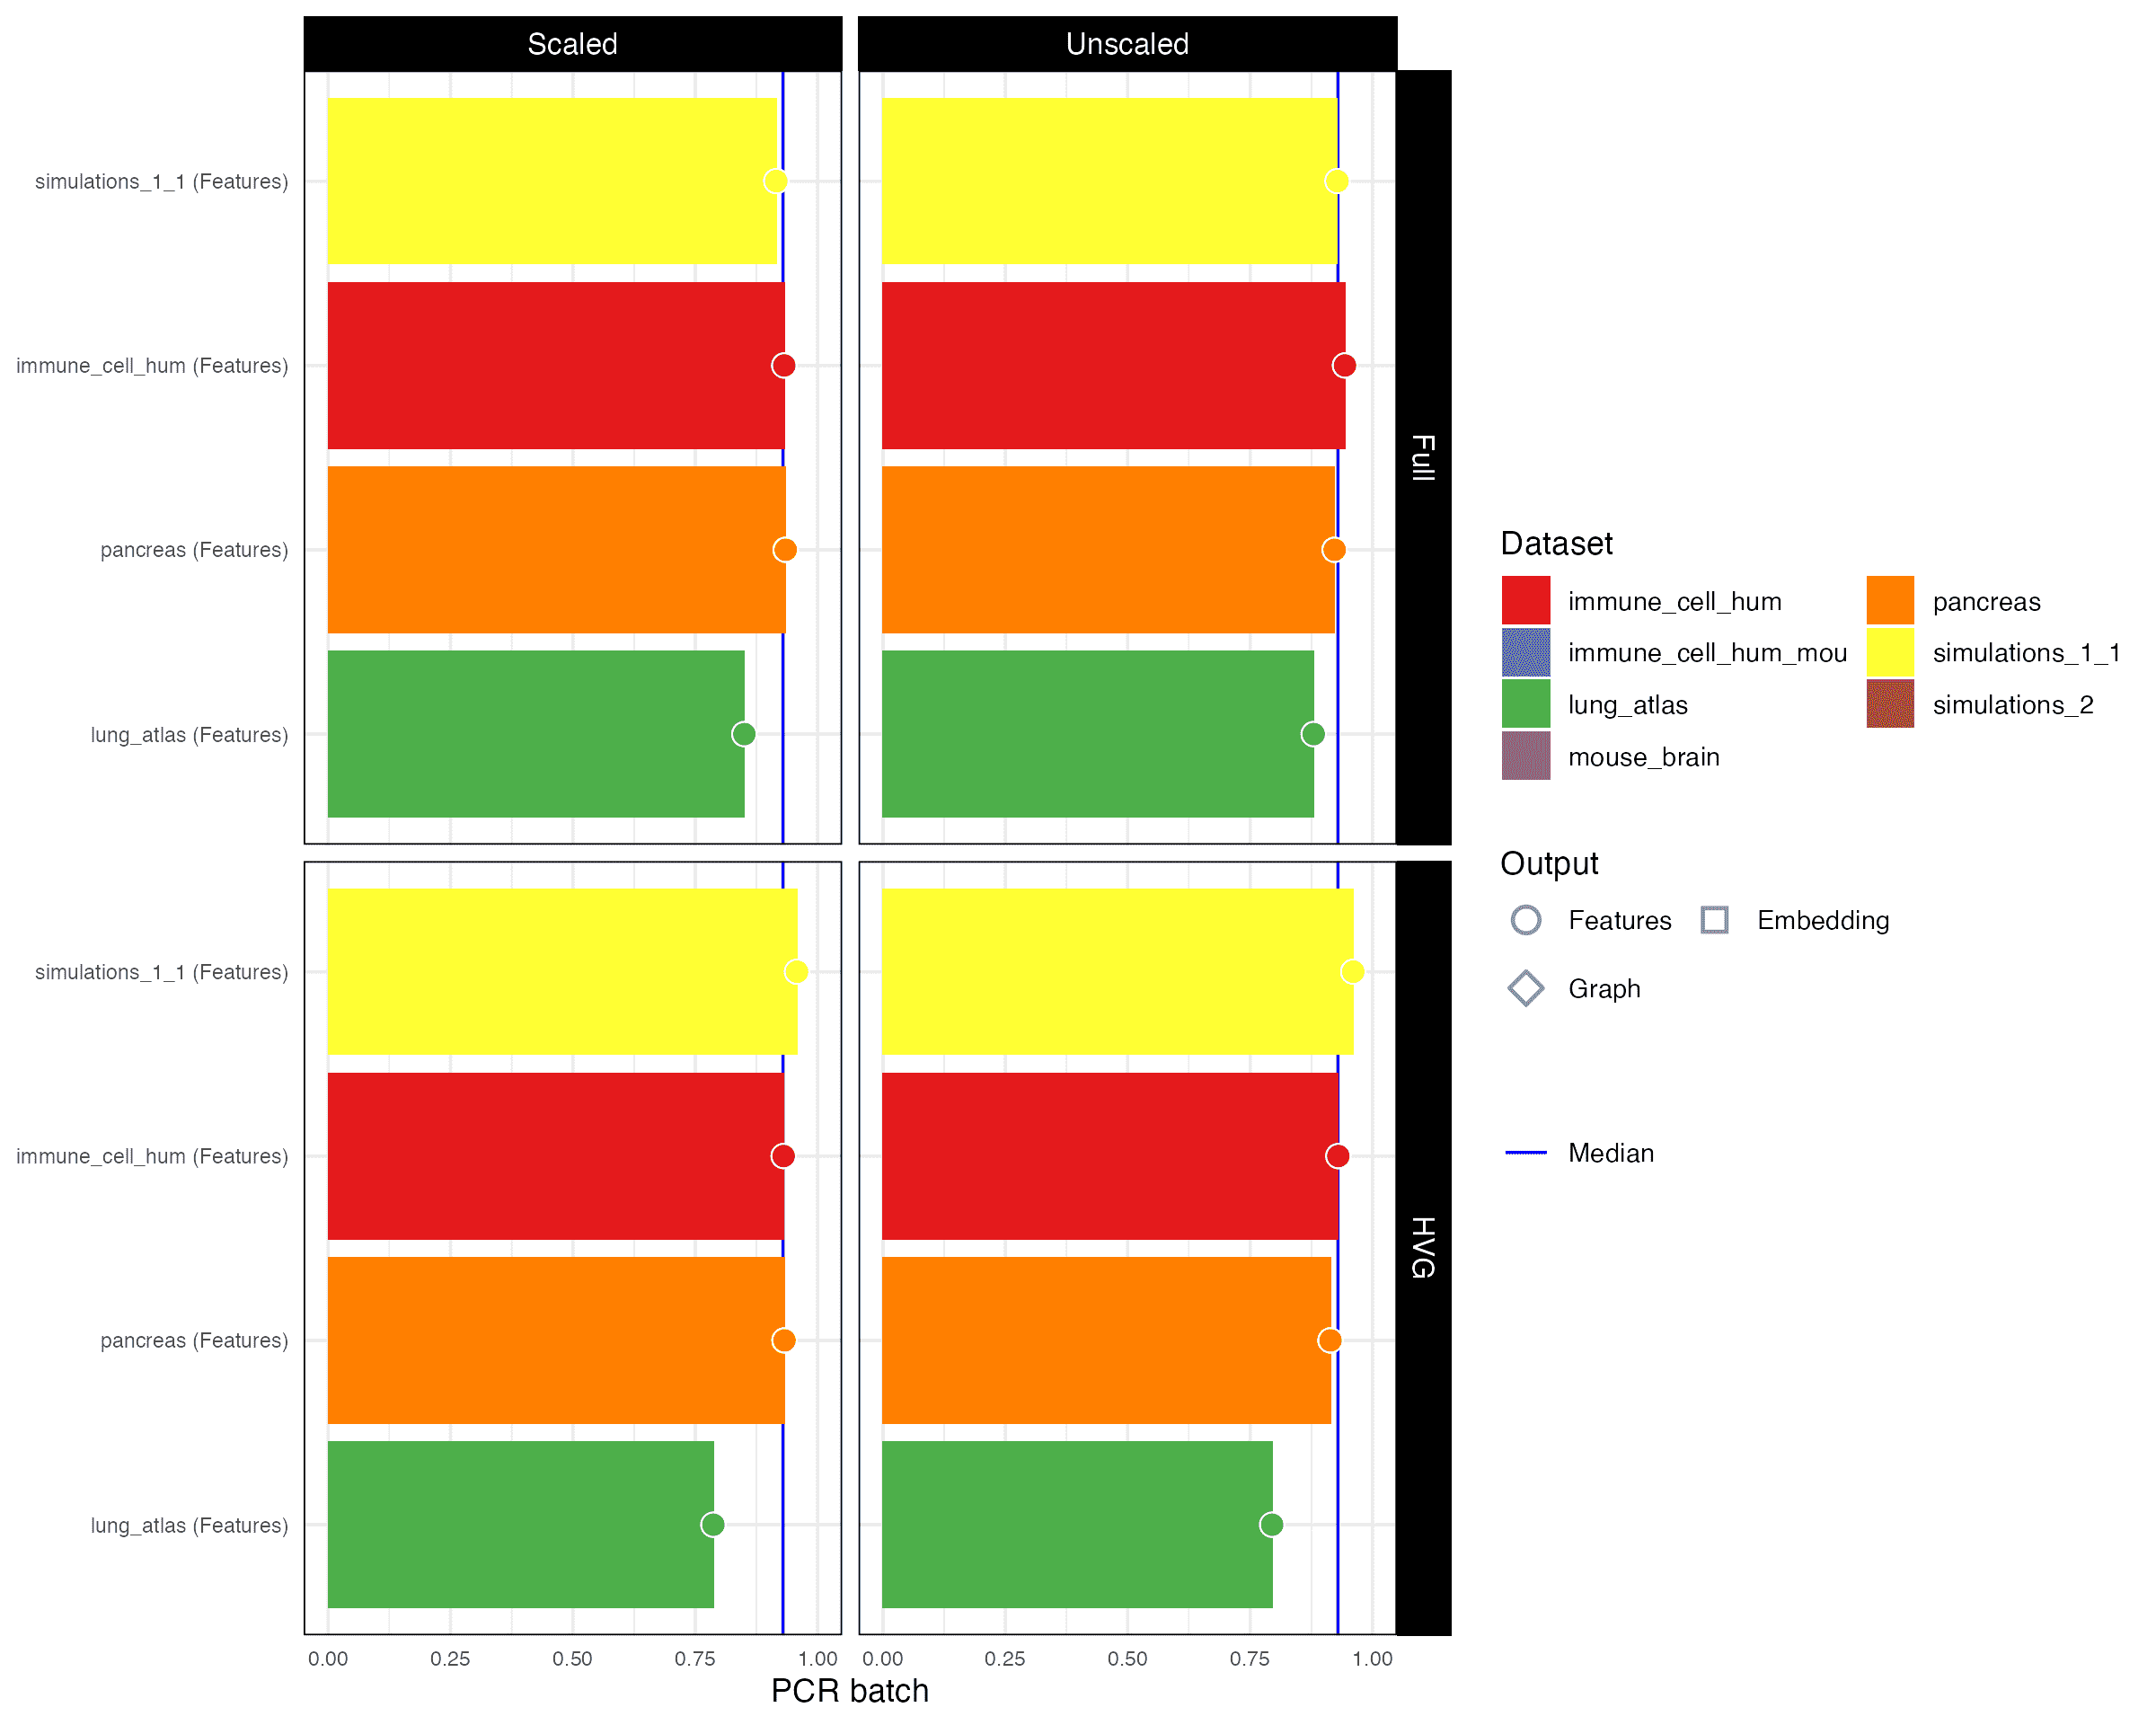 Scaled
Unscaled
simulations_1_1 (Features)
immune_cell_hum (Features)
pancreas (Features)
lung_atlas (Features)
Full
simulations_1_1 (Features)
immune_cell_hum (Features)
pancreas (Features)
lung_atlas (Features)
HVG
0.00 0.25 0.50 0.75 1.00 0.00 0.25 0.50 0.75 1.00
PCR batch
Dataset
immune_cell_hum pancreas
immune_cell_hum_mou simulations_1_1
lung_atlas simulations_2
mouse_brain
Output
Features Embedding
Graph
Median